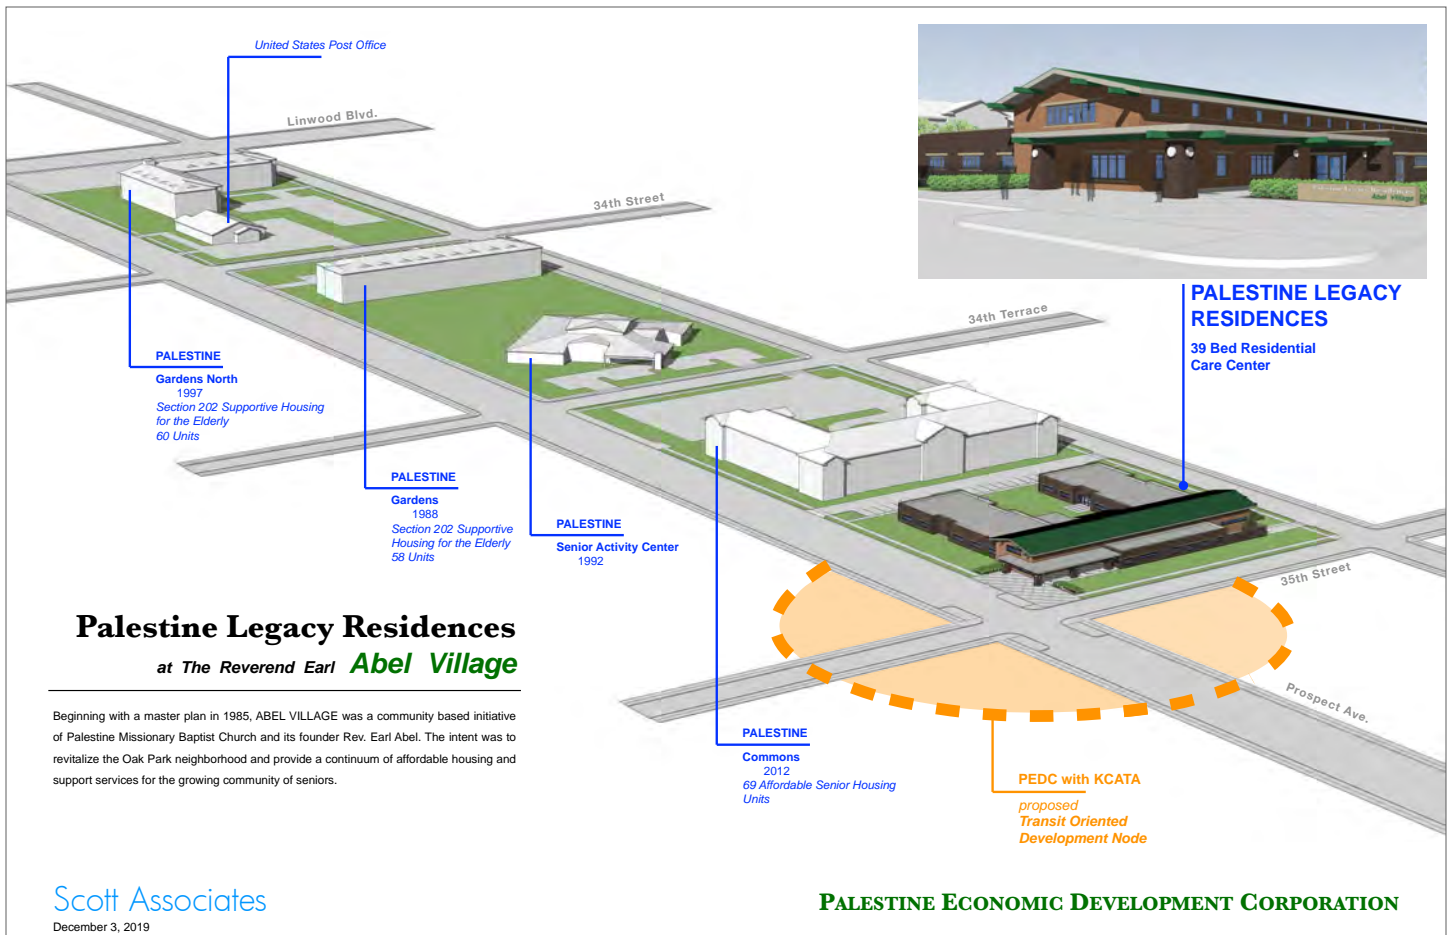 United States Post Office
Linwood Blvd.
34th Street
34th Terrace
35th Street
Prospect Ave.
Abel Village
PALESTINE LEGACY
RESIDENCES
39 Bed Residential
Care Center
PALESTINE
Gardens North
1997
Section 202 Supportive Housing
for the Elderly
60 Units
PALESTINE
Gardens
1988
Section 202 Supportive
Housing for the Elderly
58 Units
PALESTINE
Senior Activity Center
1992
PALESTINE
Commons
2012
69 Affordable Senior Housing
Units
PEDC with KCATA
proposed
Transit Oriented
Development Node
Palestine Legacy Residences
at The Reverend Earl Abel Village
Beginning with a master plan in 1985, ABEL VILLAGE was a community based initiative
of Palestine Missionary Baptist Church and its founder Rev. Earl Abel. The intent was to
revitalize the Oak Park neighborhood and provide a continuum of affordable housing and
support services for the growing community of seniors.
Scott Associates
December 3, 2019
PALESTINE ECONOMIC DEVELOPMENT CORPORATION